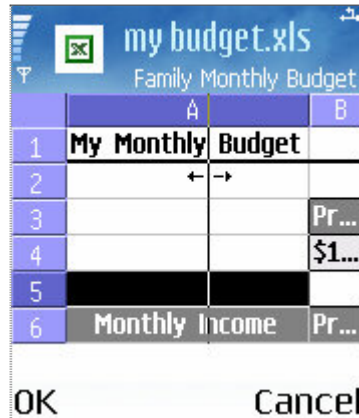 my budget.xls
Family Monthly Budget
A B
1 My Monthly Budget
2
3 Pr...
4 $1...
5
6 Monthly Income Pr...
OK Cancel